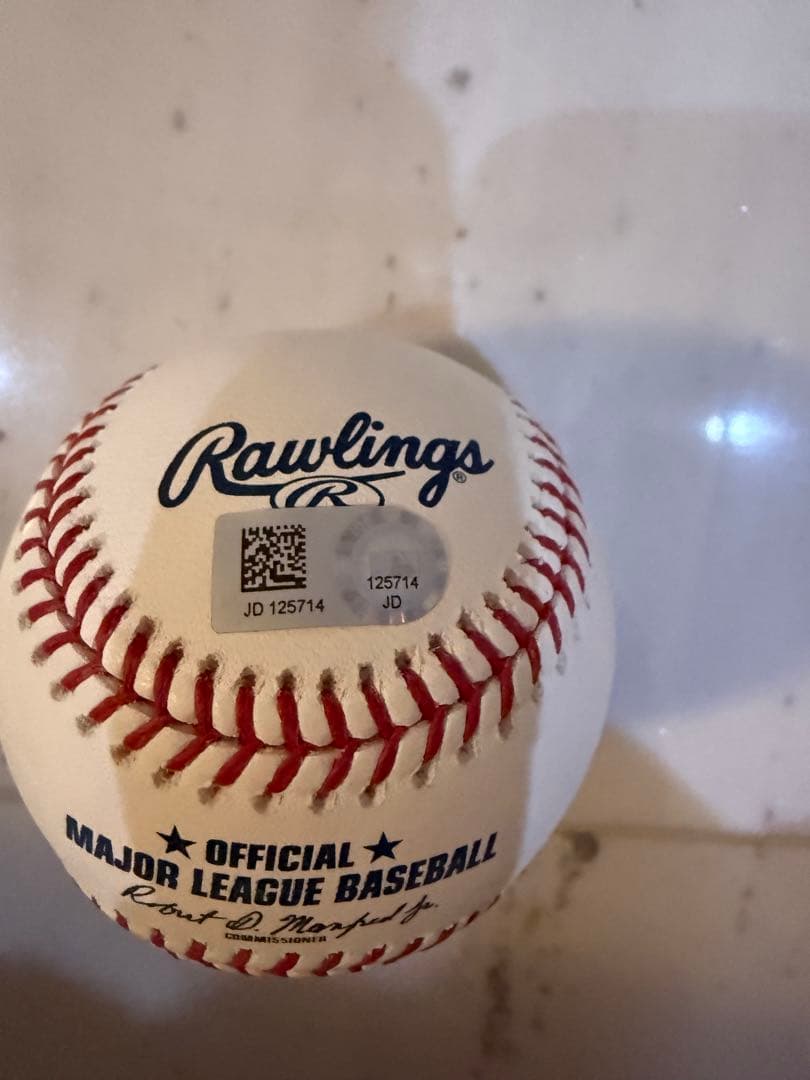 Rawlings®
R
JD 125714
125714
JD
★ OFFICIAL ★
MAJOR LEAGUE BASEBALL
Robert D. Manfred Jr.
COMMISSIONER